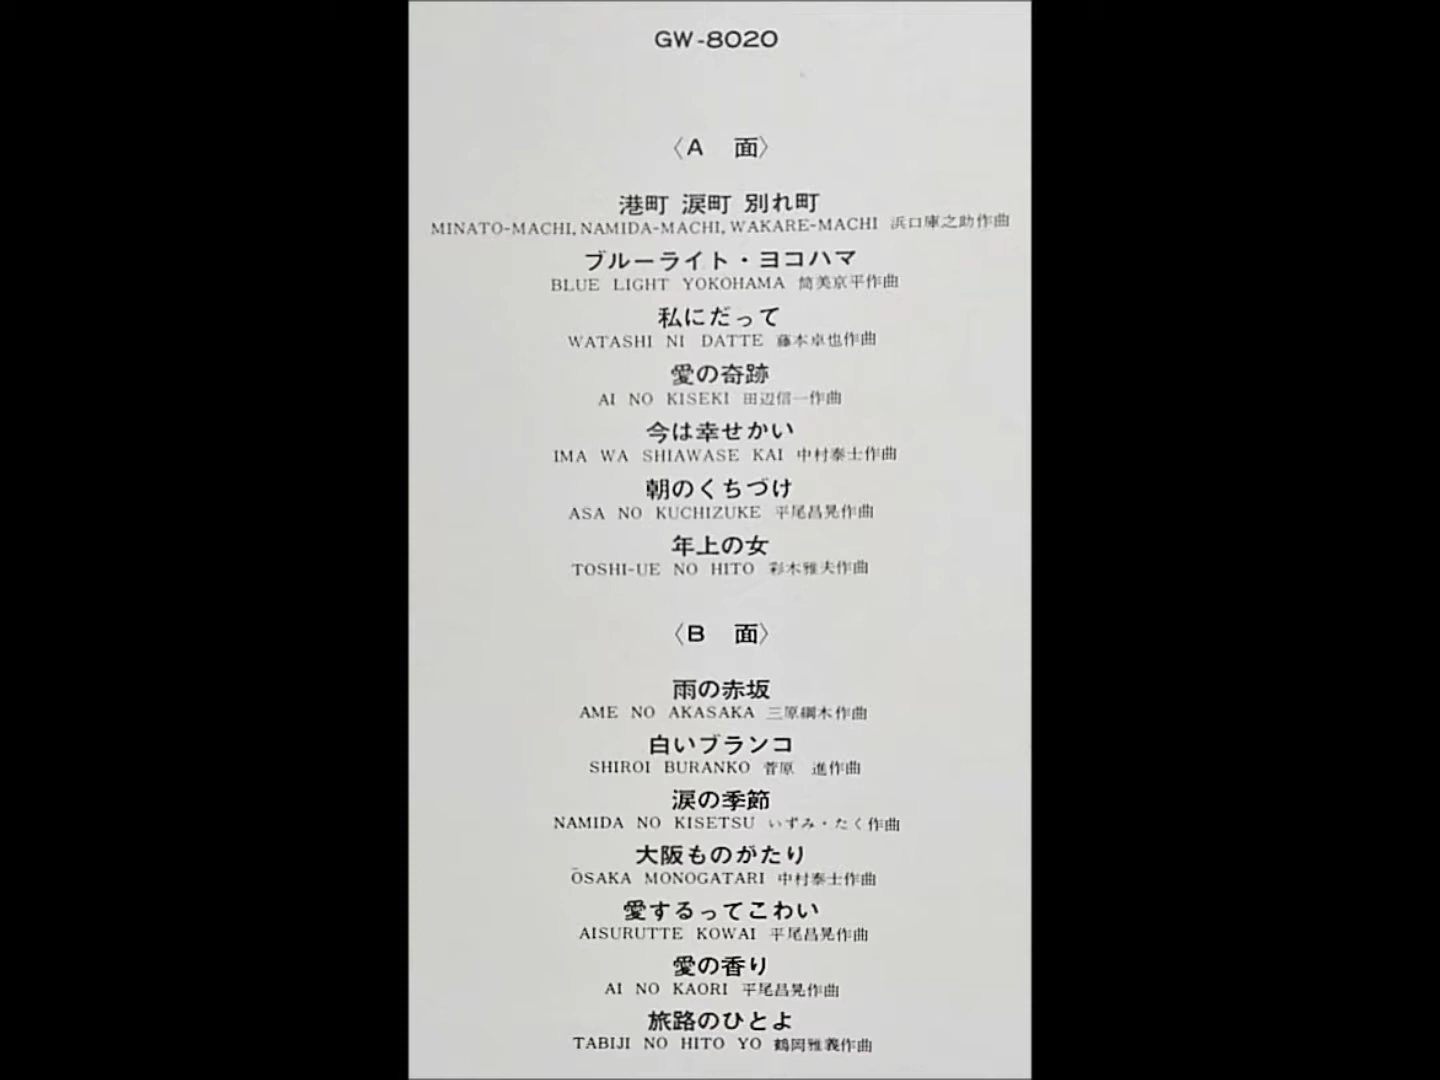 GW-8020
〈A 面〉
港町 涙町 別れ町
MINATO-MACHI, NAMIDA-MACHI, WAKARE-MACHI 浜口庫之助作曲
ブルーライト・ヨコハマ
BLUE LIGHT YOKOHAMA 筒美京平作曲
私にだって
WATASHI NI DATTE 藤本卓也作曲
愛の奇跡
AI NO KISEKI 田辺信一作曲
今は幸せかい
IMA WA SHIAWASE KAI 中村泰士作曲
朝のくちづけ
ASA NO KUCHIZUKE 平尾昌晃作曲
年上の女
TOSHI-UE NO HITO 彩木雅夫作曲
〈B 面〉
雨の赤坂
AME NO AKASAKA 三原綱木作曲
白いブランコ
SHIROI BURANKO 菅原 進作曲
涙の季節
NAMIDA NO KISETSU いずみ・たく作曲
大阪ものがたり
ŌSAKA MONOGATARI 中村泰士作曲
愛するってこわい
AISURUTTE KOWAI 平尾昌晃作曲
愛の香り
AI NO KAORI 平尾昌晃作曲
旅路のひとよ
TABIJI NO HITO YO 鶴岡雅義作曲